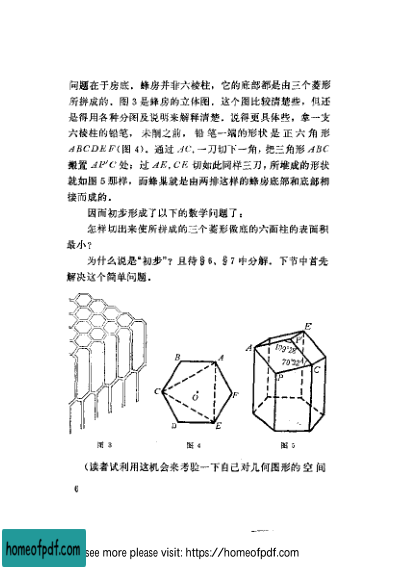 问题在于房底. 蜂房并非六棱柱, 它的底部都是由三个菱形
所拼成的. 图 3 是蜂房的立体图. 这个图比较清楚些, 但还
是得用各种分图及说明来解释清楚. 说得更具体些, 拿一支
六棱柱的铅笔, 未削之前, 铅笔一端的形状是正六角形
ABCDEF(图 4). 通过 AC, 一刀切下一角, 把三角形 ABC
搬置 AP'C 处; 过 AE, CE 切如此同样三刀, 所堆成的形状
就如图 5 那样, 而蜂巢就是由两排这样的蜂房底部和底部相
接而成的.
因而初步形成了以下的数学问题了:
怎样切出来使所拼成的三个菱形做底的六面柱的表面积
最小?
为什么说是“初步”? 且待§6、§7 中分解. 下节中首先
解决这个简单问题.
E
A
P'
109°28'
70°32'
P
C
B
A
C
O
F
D
E
图 3
图 4
图 5
(读者试利用这机会来考验一下自己对几何图形的空间
6
homeofpdf.com
see more please visit: https://homeofpdf.com